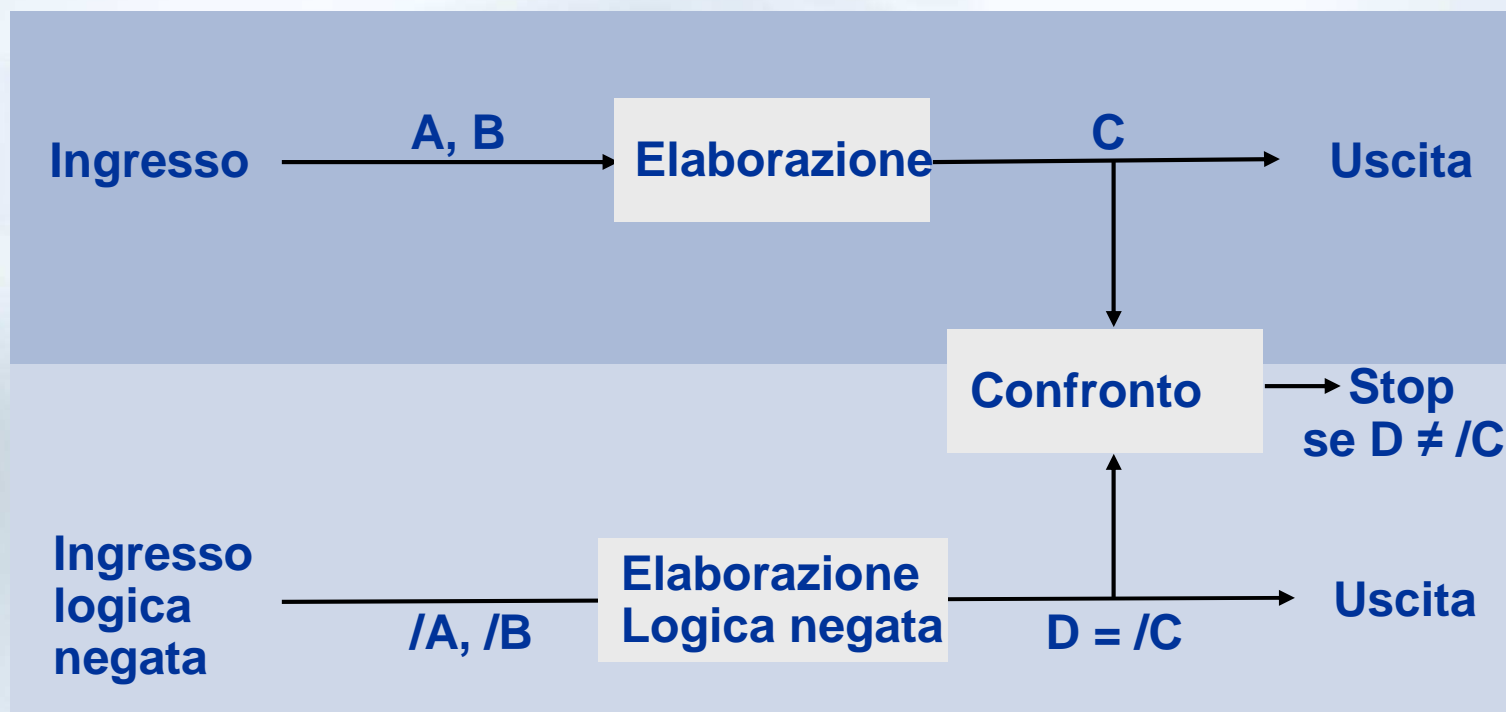 A, B
C
Ingresso
Elaborazione
Uscita
Confronto
Stop
se D ≠ /C
Ingresso
logica
negata
/A, /B
Elaborazione
Logica negata
D = /C
Uscita